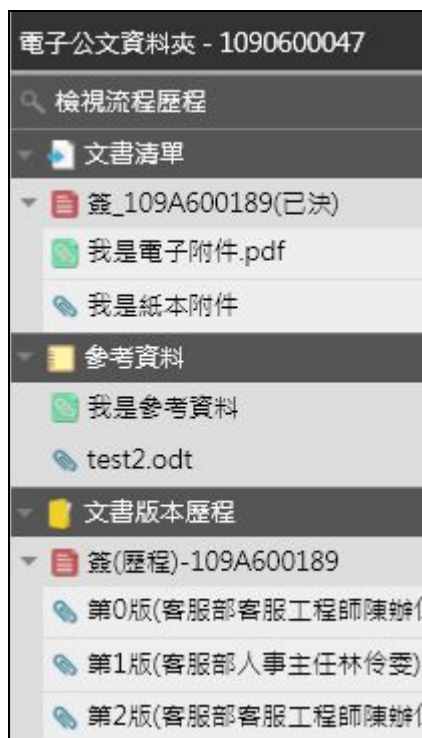 電子公文資料夾 - 1090600047
檢視流程歷程
文書清單
簽_109A600189(已決)
我是電子附件.pdf
我是紙本附件
參考資料
我是參考資料
test2.odt
文書版本歷程
簽(歷程)-109A600189
第0版(客服部客服工程師陳辦
第1版(客服部人事主任林伶雯)
第2版(客服部客服工程師陳辦